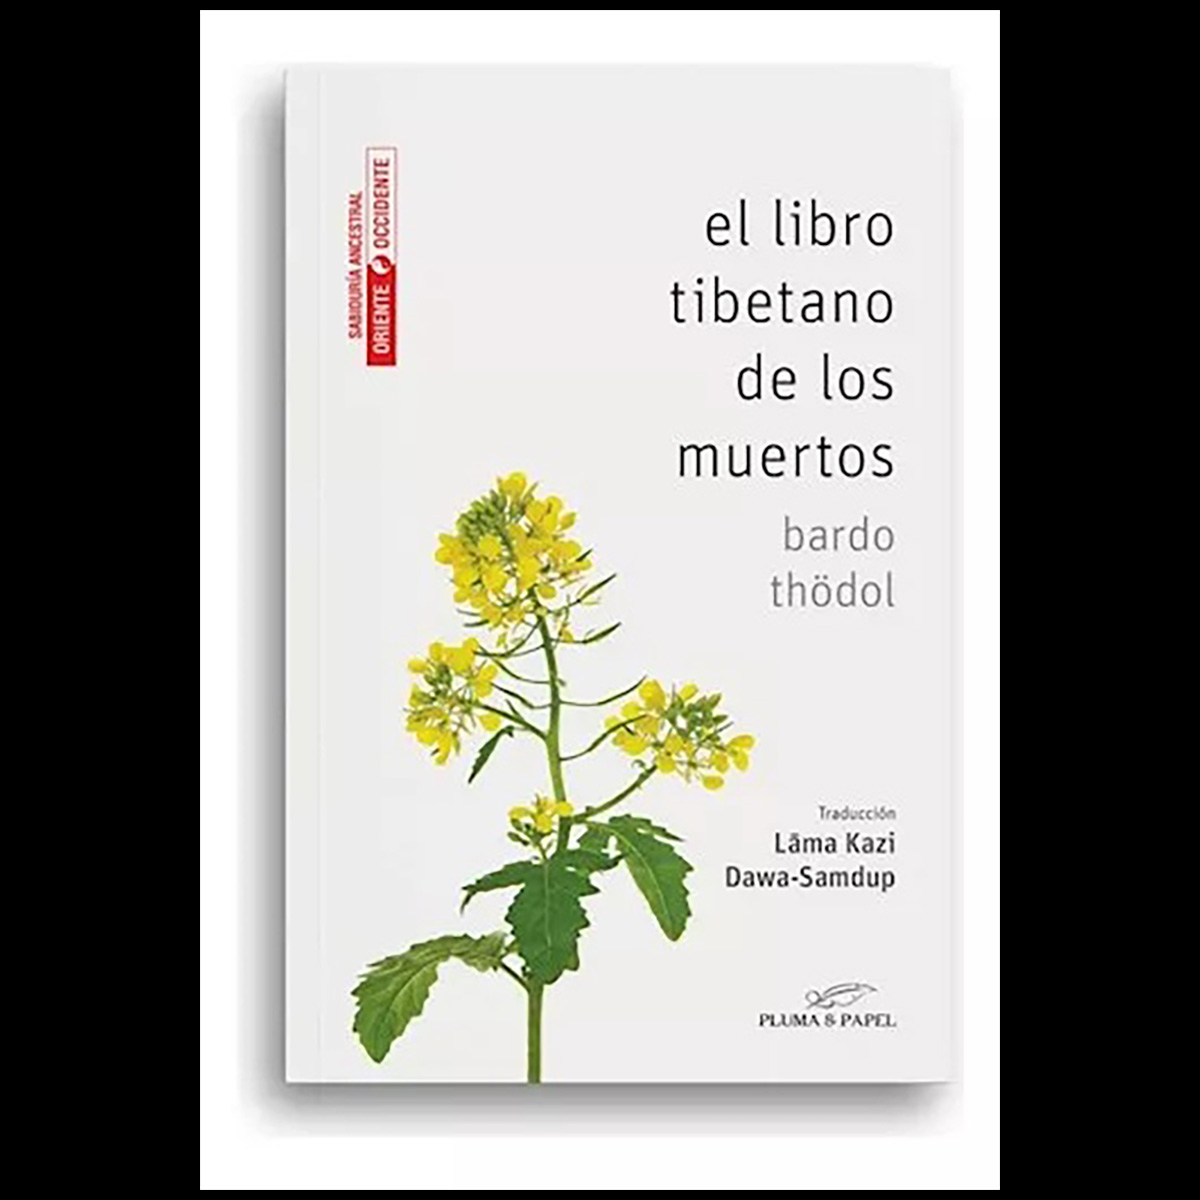 SABIDURÍA ANCESTRAL
ORIENTE OCCIDENTE
el libro
tibetano
de los
muertos
bardo
thödol
Traducción
Lāma Kazi
Dawa-Samdup
PLUMA & PAPEL